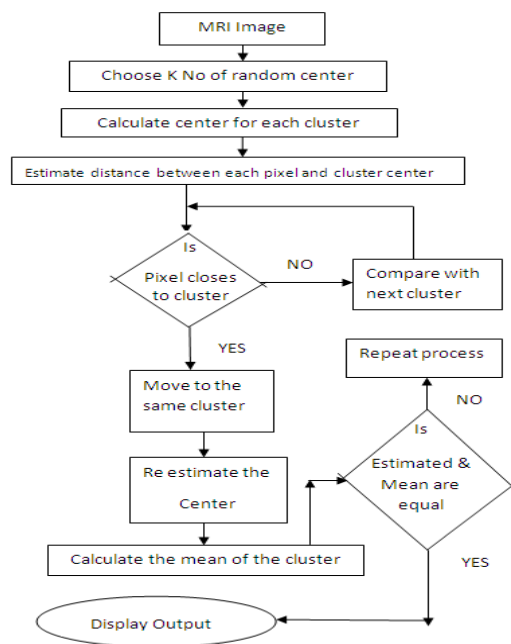 MRI Image
Choose K No of random center
Calculate center for each cluster
Estimate distance between each pixel and cluster center
Is
Pixel closes
to cluster
NO
Compare with
next cluster
YES
Move to the
same cluster
Repeat process
NO
Is
Estimated &
Mean are
equal
Re estimate the
Center
Calculate the mean of the cluster
YES
Display Output